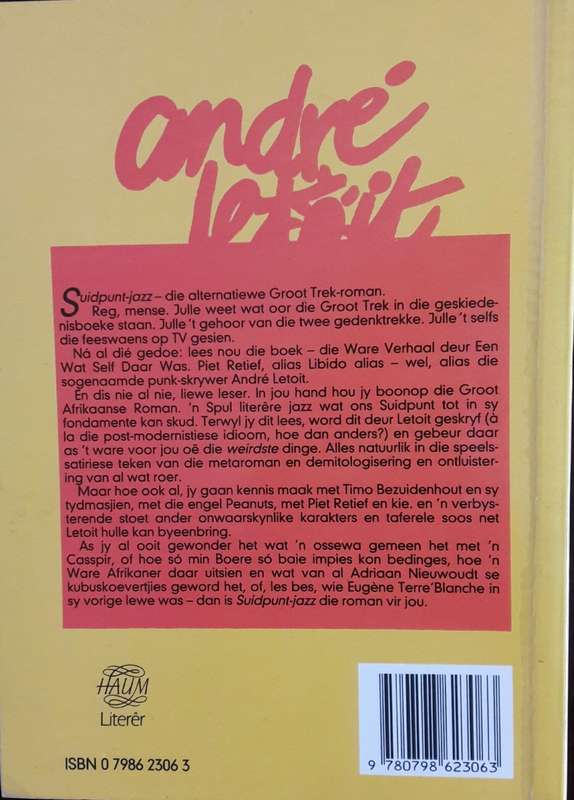 andré
letoit
Suidpunt-jazz – die alternatiewe Groot Trek-roman.
Reg, mense. Julle weet wat oor die Groot Trek in die geskiede-
nisboeke staan. Julle 't gehoor van die twee gedenktrekke. Julle 't selfs
die feeswaens op TV gesien.
Ná al dié gedoe: lees nou die boek – die Ware Verhaal deur Een
Wat Self Daar Was. Piet Retief, alias Libido alias – wel, alias die
sogenaamde punk-skrywer André Letoit.
En dis nie al nie, liewe leser. In jou hand hou jy boonop die Groot
Afrikaanse Roman. 'n Spul literêre jazz wat ons Suidpunt tot in sy
fondamente kan skud. Terwyl jy dit lees, word dit deur Letoit geskryf (à
la die post-modernistiese idioom, hoe dan anders?) en gebeur daar
as 't ware voor jou oë die weirdste dinge. Alles natuurlik in die speels-
satiriese teken van die metaroman en demitologisering en ontluister-
ing van al wat roer.
Maar hoe ook al, jy gaan kennis maak met Timo Bezuidenhout en sy
tydmasjien, met die engel Peanuts, met Piet Retief en kie. en 'n verbys-
terende stoet ander onwaarskynlike karakters en taferele soos net
Letoit hulle kan byeenbring.
As jy al ooit gewonder het wat 'n ossewa gemeen het met 'n
Casspir, of hoe só min Boere só baie impies kon bedinges, hoe 'n
Ware Afrikaner daar uitsien en wat van al Adriaan Nieuwoudt se
kubuskoevertjies geword het, of, les bes, wie Eugène Terre'Blanche in
sy vorige lewe was – dan is Suidpunt-jazz die roman vir jou.
HAUM
Literêr
ISBN 0 7986 2306 3
9 780798 623063